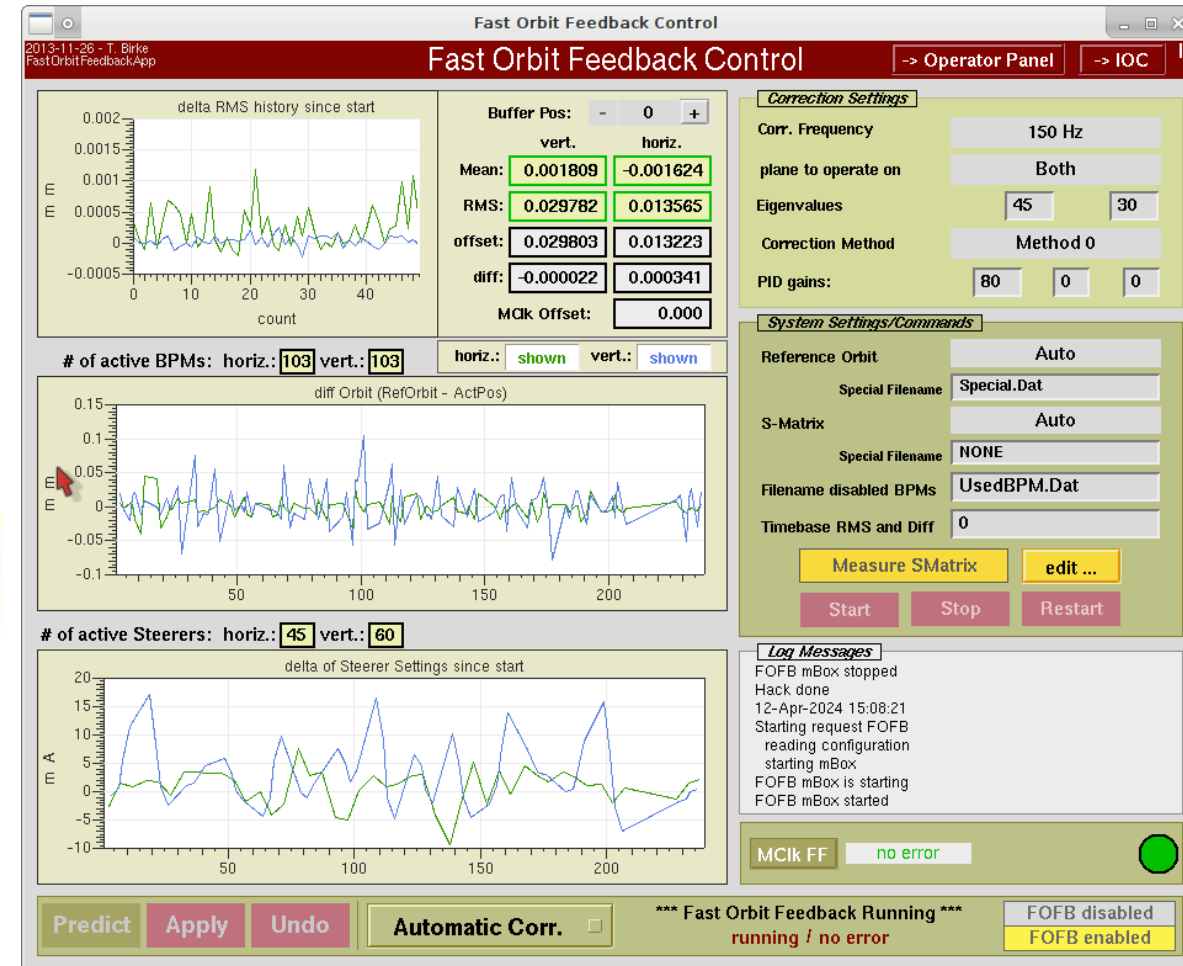 Fast Orbit Feedback Control
2013-11-26 - T. Birke
FastOrbitFeedbackApp
Fast Orbit Feedback Control
-> Operator Panel
-> IOC
delta RMS history since start
0.002
0.0015
0.001
0.0005
0
-0.0005
m m
0 10 20 30 40
count
Buffer Pos: - 0 +
vert. horiz.
Mean: 0.001809 -0.001624
RMS: 0.029782 0.013565
offset: 0.029803 0.013223
diff: -0.000022 0.000341
MClk Offset: 0.000
horiz.: shown vert.: shown
# of active BPMs: horiz.: 103 vert.: 103
diff Orbit (RefOrbit - ActPos)
0.15
0.1
0.05
0
-0.05
-0.1
m m
50 100 150 200
# of active Steerers: horiz.: 45 vert.: 60
delta of Steerer Settings since start
20
15
10
5
0
-5
-10
m A
50 100 150 200
Correction Settings
Corr. Frequency 150 Hz
plane to operate on Both
Eigenvalues 45 30
Correction Method Method 0
PID gains: 80 0 0
System Settings/Commands
Reference Orbit Auto
Special Filename Special.Dat
S-Matrix Auto
Special Filename NONE
Filename disabled BPMs UsedBPM.Dat
Timebase RMS and Diff 0
Measure SMatrix edit ...
Start Stop Restart
Log Messages
FOFB mBox stopped
Hack done
12-Apr-2024 15:08:21
Starting request FOFB
reading configuration
starting mBox
FOFB mBox is starting
FOFB mBox started
MClk FF no error
Predict Apply Undo
Automatic Corr.
*** Fast Orbit Feedback Running ***
running / no error
FOFB disabled
FOFB enabled